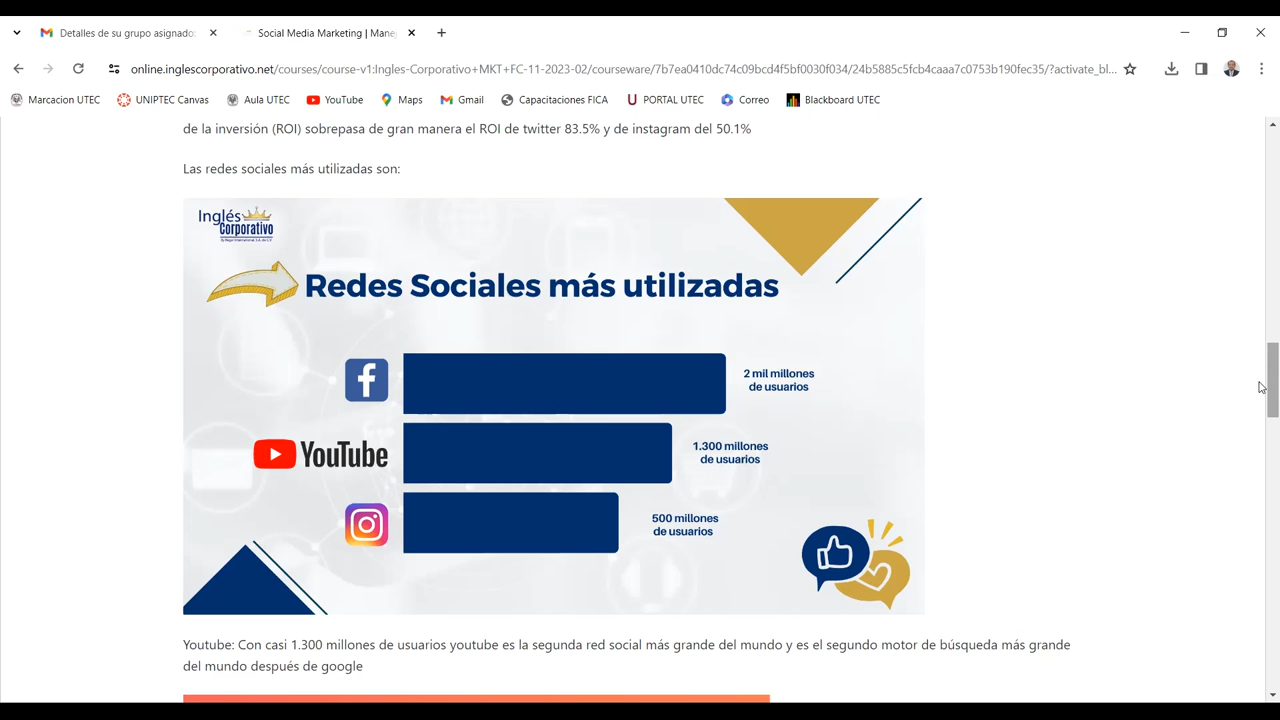 Detalles de su grupo asignado
Social Media Marketing | Mane
online.inglescorporativo.net/courses/course-v1:Ingles-Corporativo+MKT+FC-11-2023-02/courseware/7b7ea0410dc74c09bcd4f5bf0030f034/24b5885c5fcb4caaa7c0753b190fec35/?activate_bl...
Marcacion UTEC
UNIPTEC Canvas
Aula UTEC
YouTube
Maps
Gmail
Capacitaciones FICA
PORTAL UTEC
Correo
Blackboard UTEC
de la inversión (ROI) sobrepasa de gran manera el ROI de twitter 83.5% y de instagram del 50.1%
Las redes sociales más utilizadas son:
Inglés
Corporativo
Redes Sociales más utilizadas
2 mil millones
de usuarios
YouTube
1.300 millones
de usuarios
500 millones
de usuarios
Youtube: Con casi 1.300 millones de usuarios youtube es la segunda red social más grande del mundo y es el segundo motor de búsqueda más grande
del mundo después de google